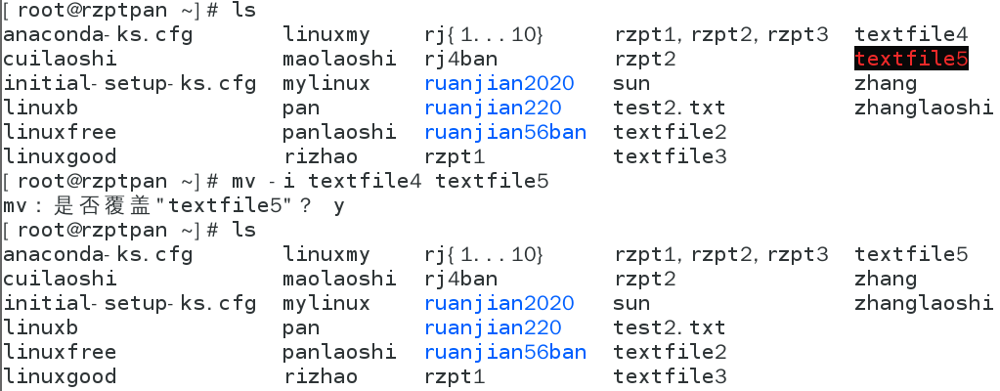 [root@rzptpan ~]# ls
anaconda-ks.cfg linuxmy rj{1...10} rzpt1,rzpt2,rzpt3 textfile4
cuilaoshi maolaoshi rj4ban rzpt2 textfile5
initial-setup-ks.cfg mylinux ruanjian2020 sun zhang
linuxb pan ruanjian220 test2.txt zhanglaoshi
linuxfree panlaoshi ruanjian56ban textfile2
linuxgood rizhao rzpt1 textfile3
[root@rzptpan ~]# mv -i textfile4 textfile5
mv：是否覆盖"textfile5"？ y
[root@rzptpan ~]# ls
anaconda-ks.cfg linuxmy rj{1...10} rzpt1,rzpt2,rzpt3 textfile5
cuilaoshi maolaoshi rj4ban rzpt2 zhang
initial-setup-ks.cfg mylinux ruanjian2020 sun zhanglaoshi
linuxb pan ruanjian220 test2.txt
linuxfree panlaoshi ruanjian56ban textfile2
linuxgood rizhao rzpt1 textfile3